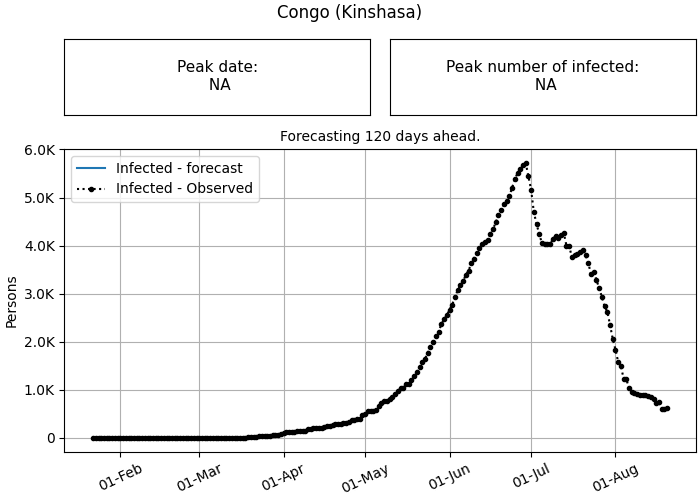 Congo (Kinshasa)
Peak date:
NA
Peak number of infected:
NA
Forecasting 120 days ahead.
Infected - forecast
Infected - Observed
6.0K
5.0K
4.0K
3.0K
2.0K
1.0K
0
Persons
01-Feb
01-Mar
01-Apr
01-May
01-Jun
01-Jul
01-Aug